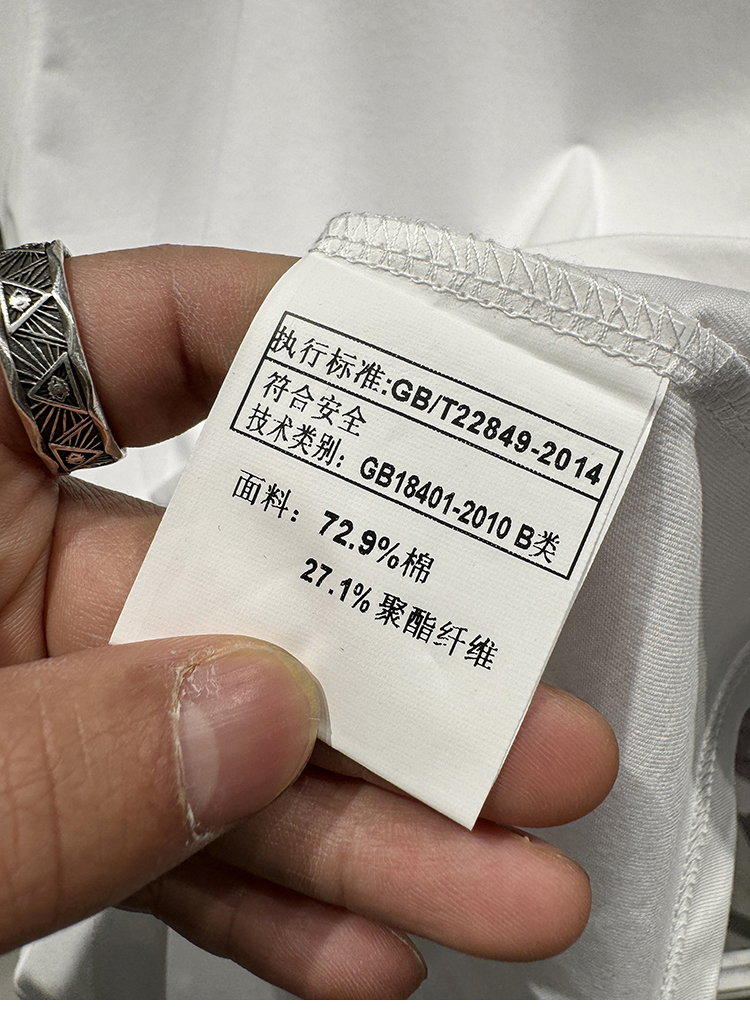 执行标准:GB/T22849-2014
符合安全
技术类别：GB18401-2010 B类
面料：72.9%棉
27.1%聚酯纤维